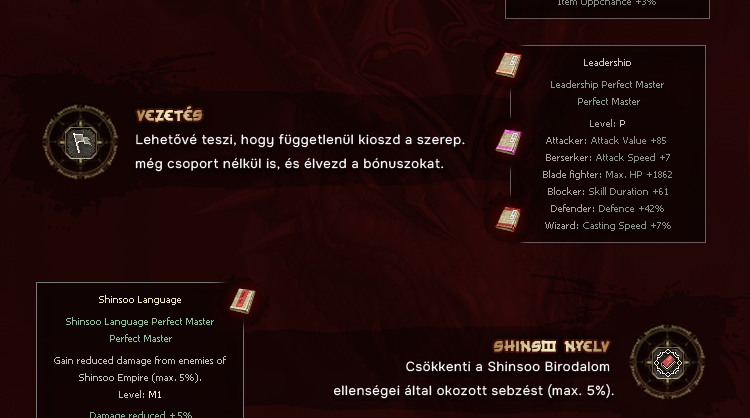 Item Uppchance +3%
Leadership
Leadership Perfect Master
Perfect Master
Level: P
Attacker: Attack Value +85
Berserker: Attack Speed +7
Blade fighter: Max. HP +1862
Blocker: Skill Duration +61
Defender: Defence +42%
Wizard: Casting Speed +7%
VEZETÉS
Lehetővé teszi, hogy függetlenül kioszd a szerep.
még csoport nélkül is, és élvezd a bónuszokat.
Shinsoo Language
Shinsoo Language Perfect Master
Perfect Master
Gain reduced damage from enemies of
Shinsoo Empire (max. 5%).
Level: M1
Damage reduced +5%
SHINSOO NYELV
Csökkenti a Shinsoo Birodalom
ellenségei által okozott sebzést (max. 5%).